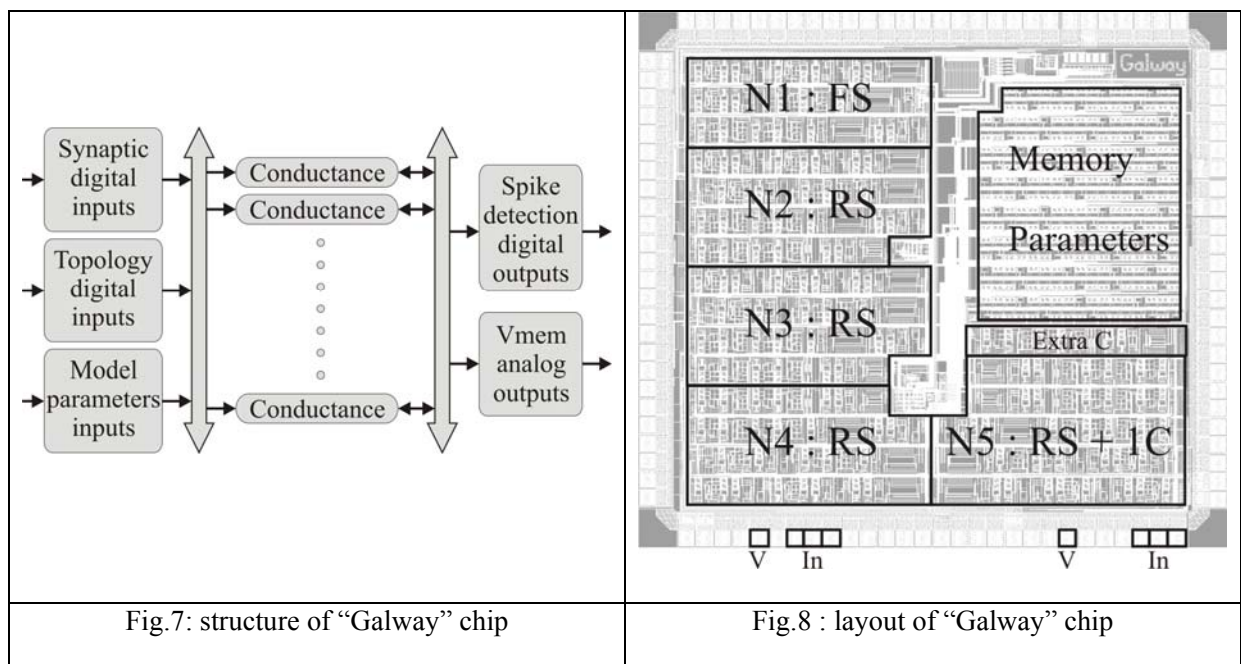 Synaptic
digital
inputs
Topology
digital
inputs
Model
parameters
inputs
Conductance
Conductance
Conductance
Spike
detection
digital
outputs
Vmem
analog
outputs
Fig.7: structure of “Galway” chip
Galway
N1 : FS
N2 : RS
N3 : RS
N4 : RS
N5 : RS + 1C
Memory
Parameters
Extra C
V
In
V
In
Fig.8 : layout of “Galway” chip